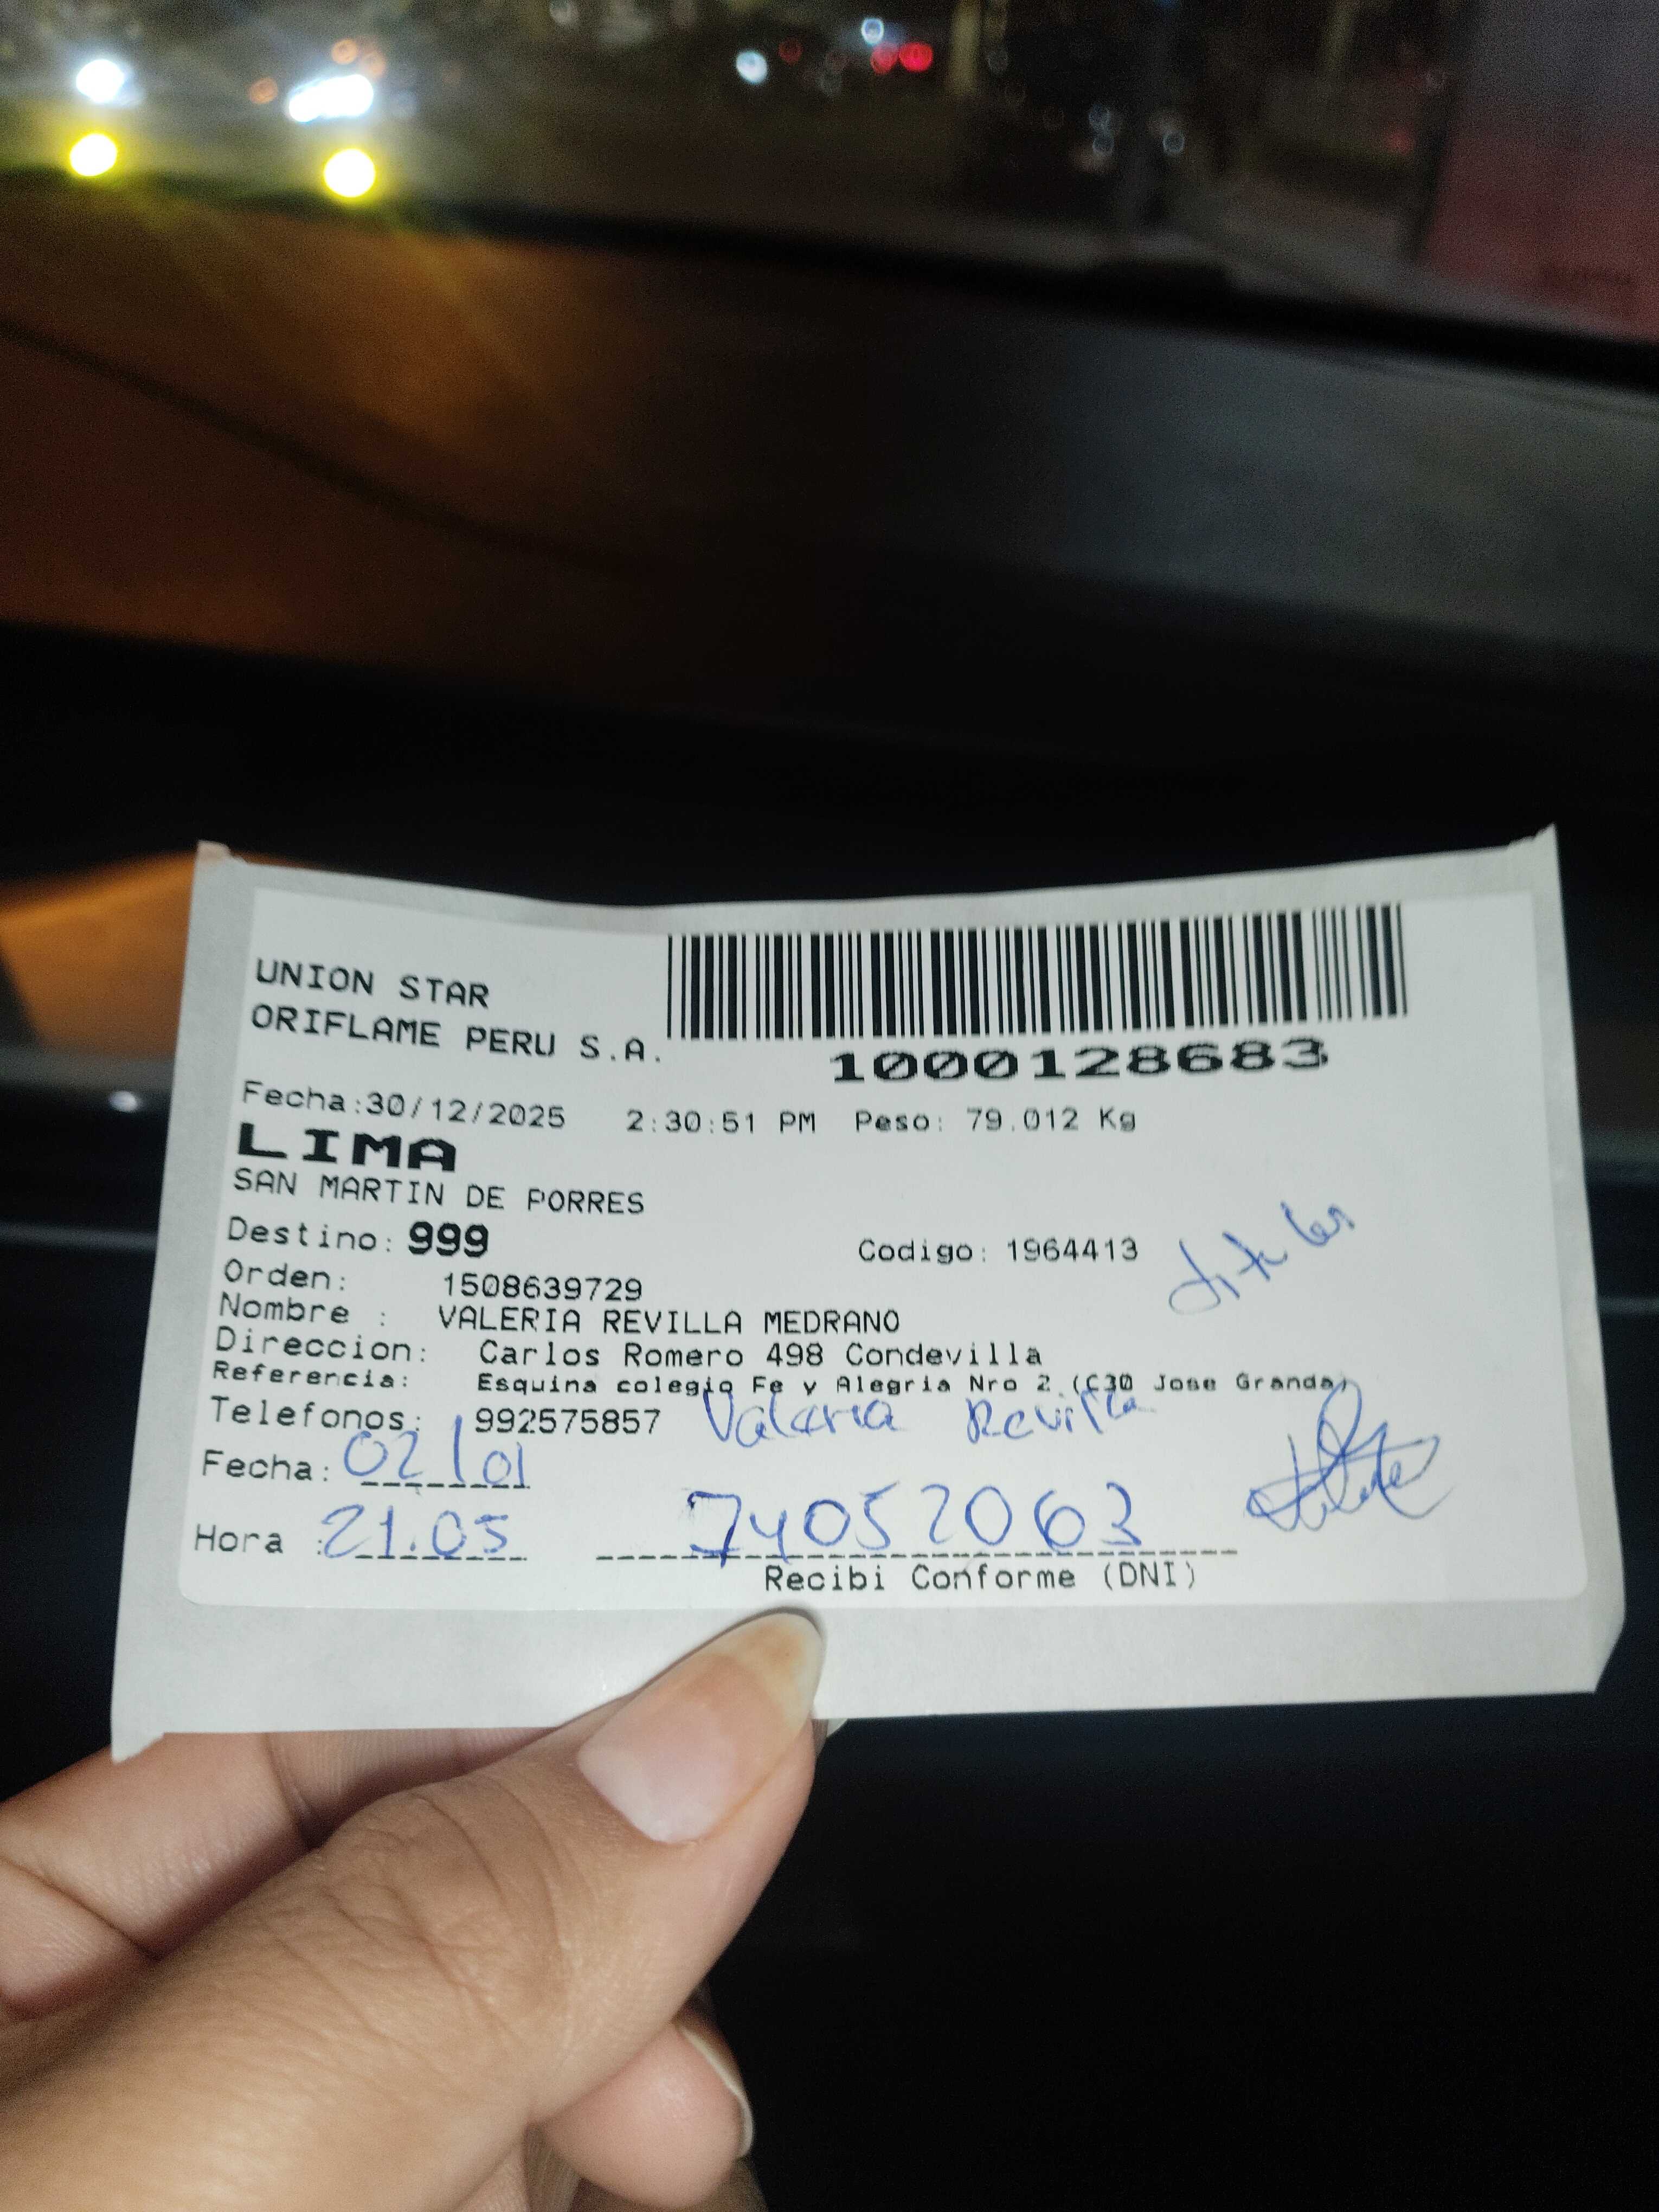 UNION STAR
ORIFLAME PERU S.A.
1000128683
Fecha:30/12/2025 2:30:51 PM Peso: 79.012 Kg
LIMA
SAN MARTIN DE PORRES
Destino: 999 Codigo: 1964413
Orden: 1508639729
Nombre : VALERIA REVILLA MEDRANO
Direccion: Carlos Romero 498 Condevilla
Referencia: Esquina colegio Fe y Alegria Nro 2 (C30 Jose Granda)
Telefonos: 992575857 Valeria Revilla
Fecha: 02/01
Hora : 21.05 74052063
Recibi Conforme (DNI)